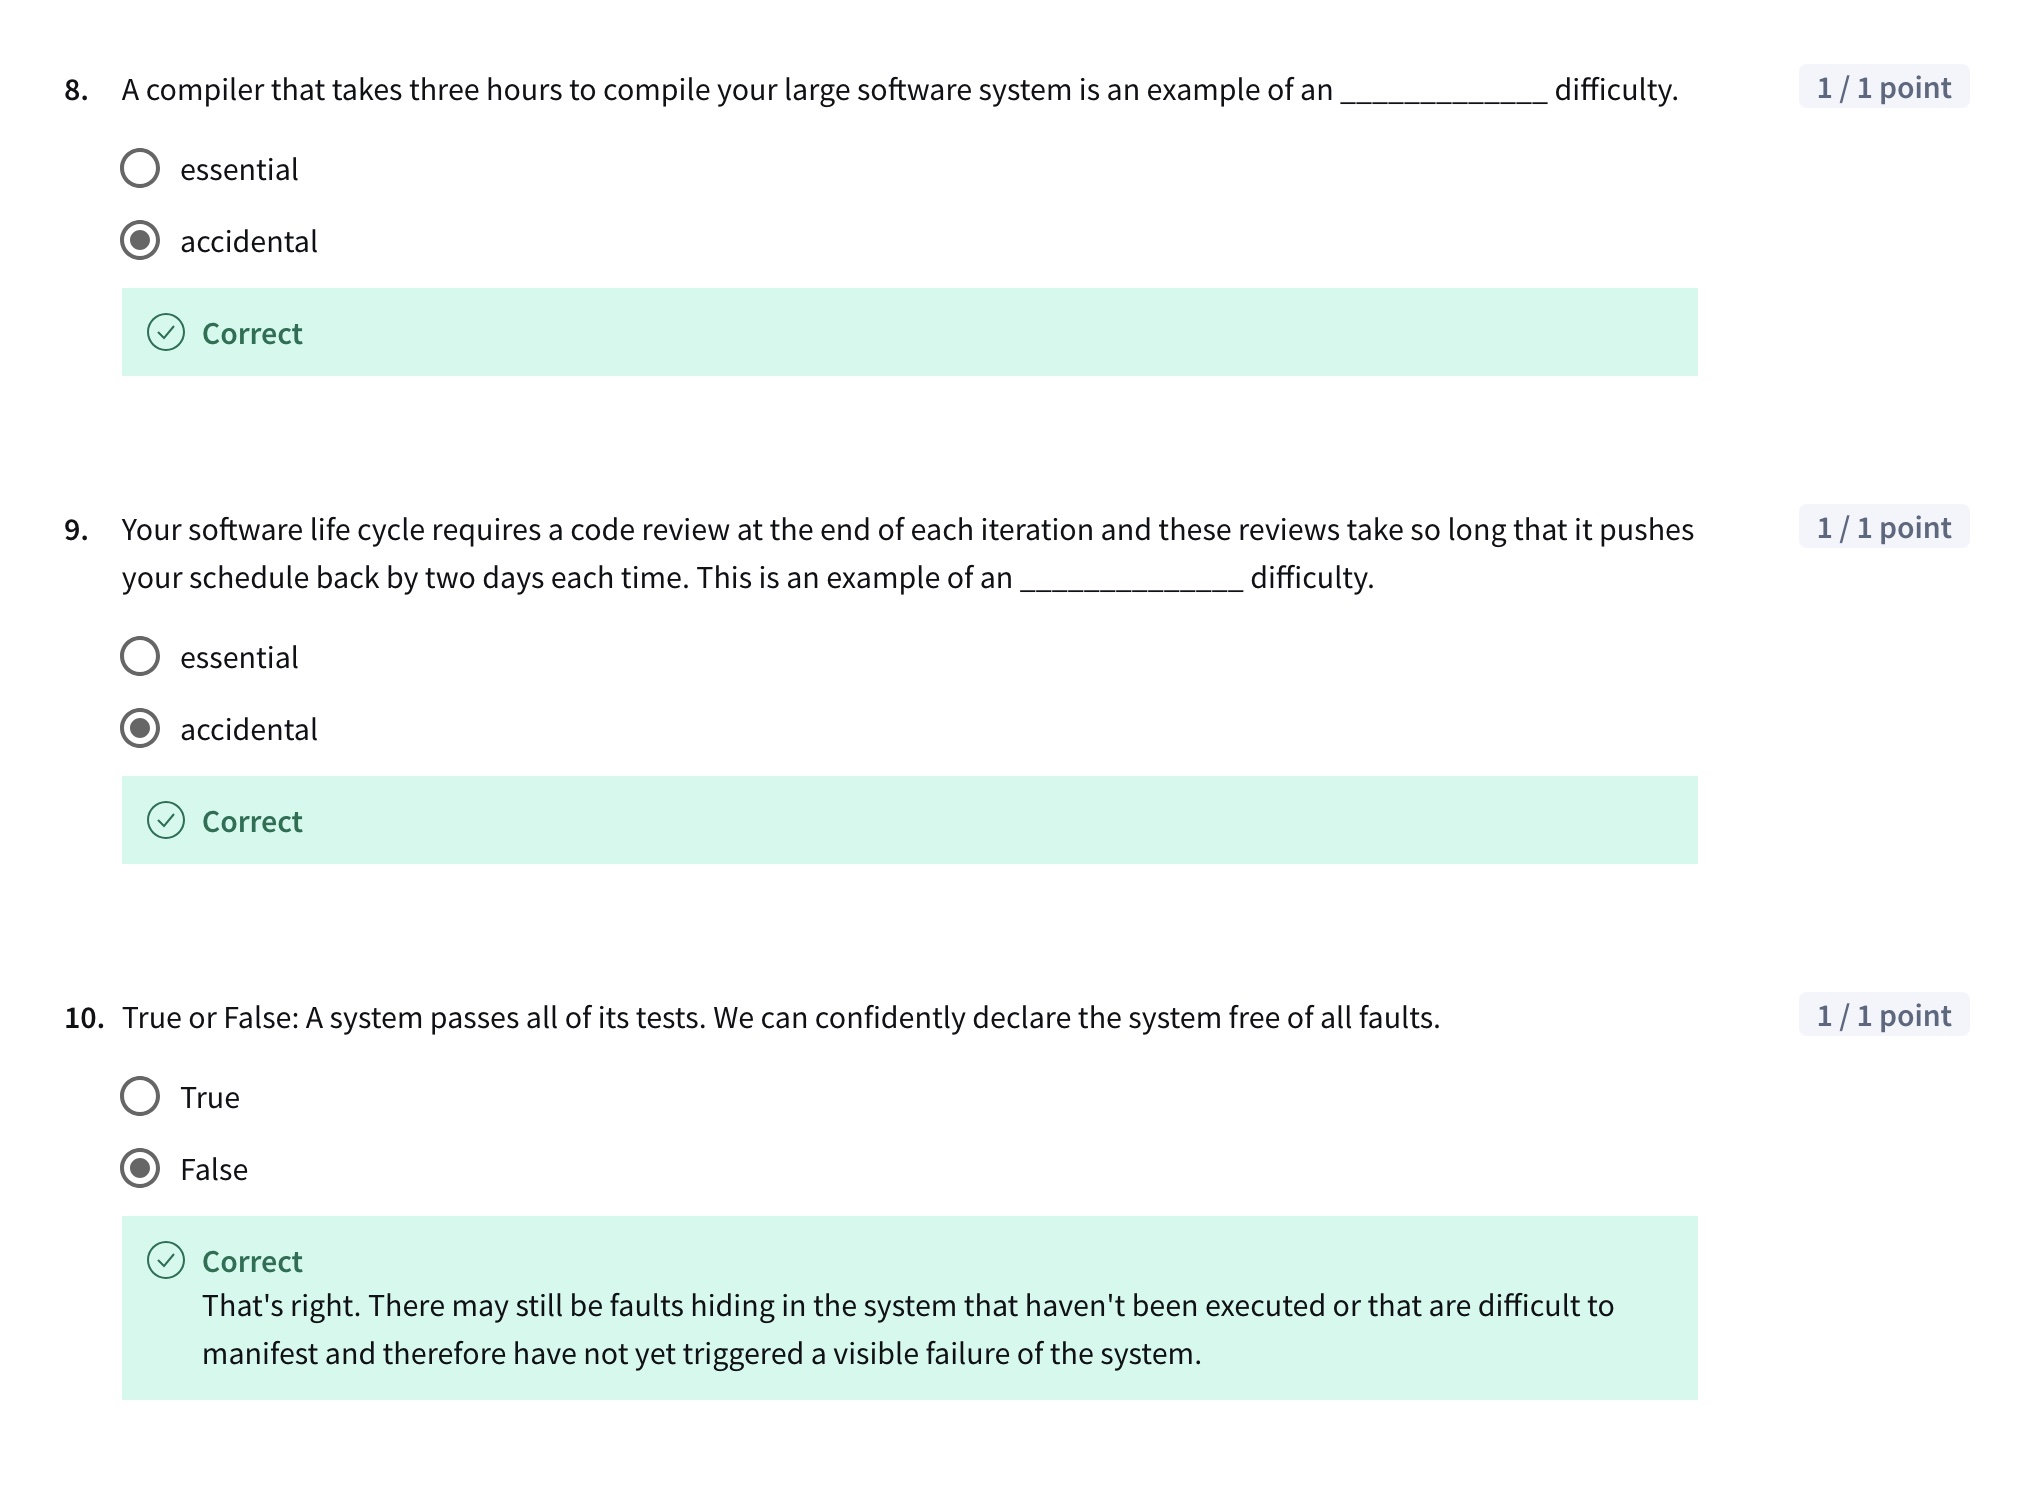 8. A compiler that takes three hours to compile your large software system is an example of an _____________ difficulty. 1 / 1 point
essential
accidental
Correct
9. Your software life cycle requires a code review at the end of each iteration and these reviews take so long that it pushes 1 / 1 point
your schedule back by two days each time. This is an example of an ______________ difficulty.
essential
accidental
Correct
10. True or False: A system passes all of its tests. We can confidently declare the system free of all faults. 1 / 1 point
True
False
Correct
That's right. There may still be faults hiding in the system that haven't been executed or that are difficult to
manifest and therefore have not yet triggered a visible failure of the system.